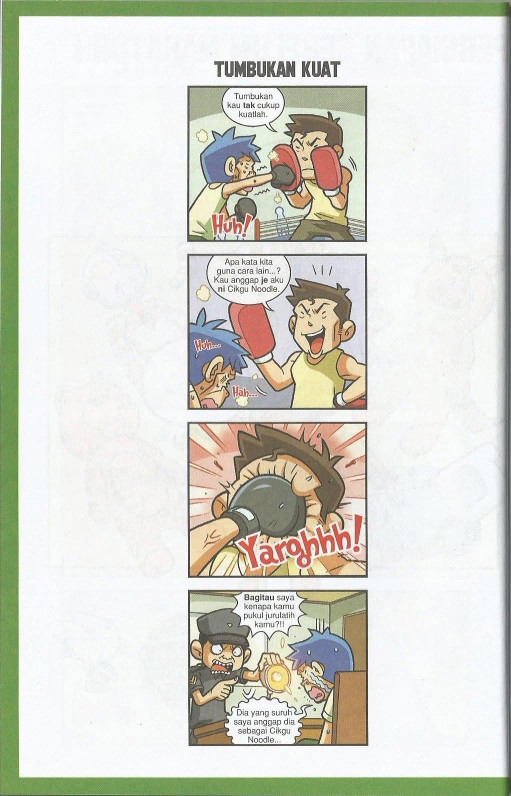 TUMBUKAN KUAT
Tumbukan
kau tak cukup
kuatlah.
Huh!
Apa kata kita
guna cara lain...?
Kau anggap je aku
ni Cikgu Noodle.
Huh...
Hah...
Yarghhh!
Bagitau saya
kenapa kamu
pukul jurulatih
kamu?!!
Dia yang suruh
saya anggap dia
sebagai Cikgu
Noodle...